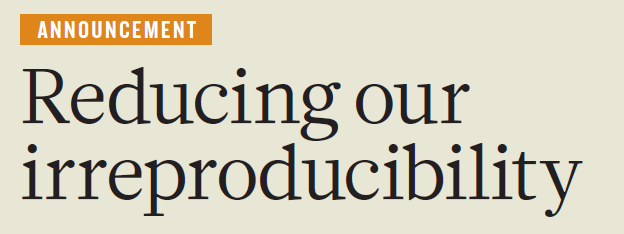 ANNOUNCEMENT
Reducing our
irreproducibility